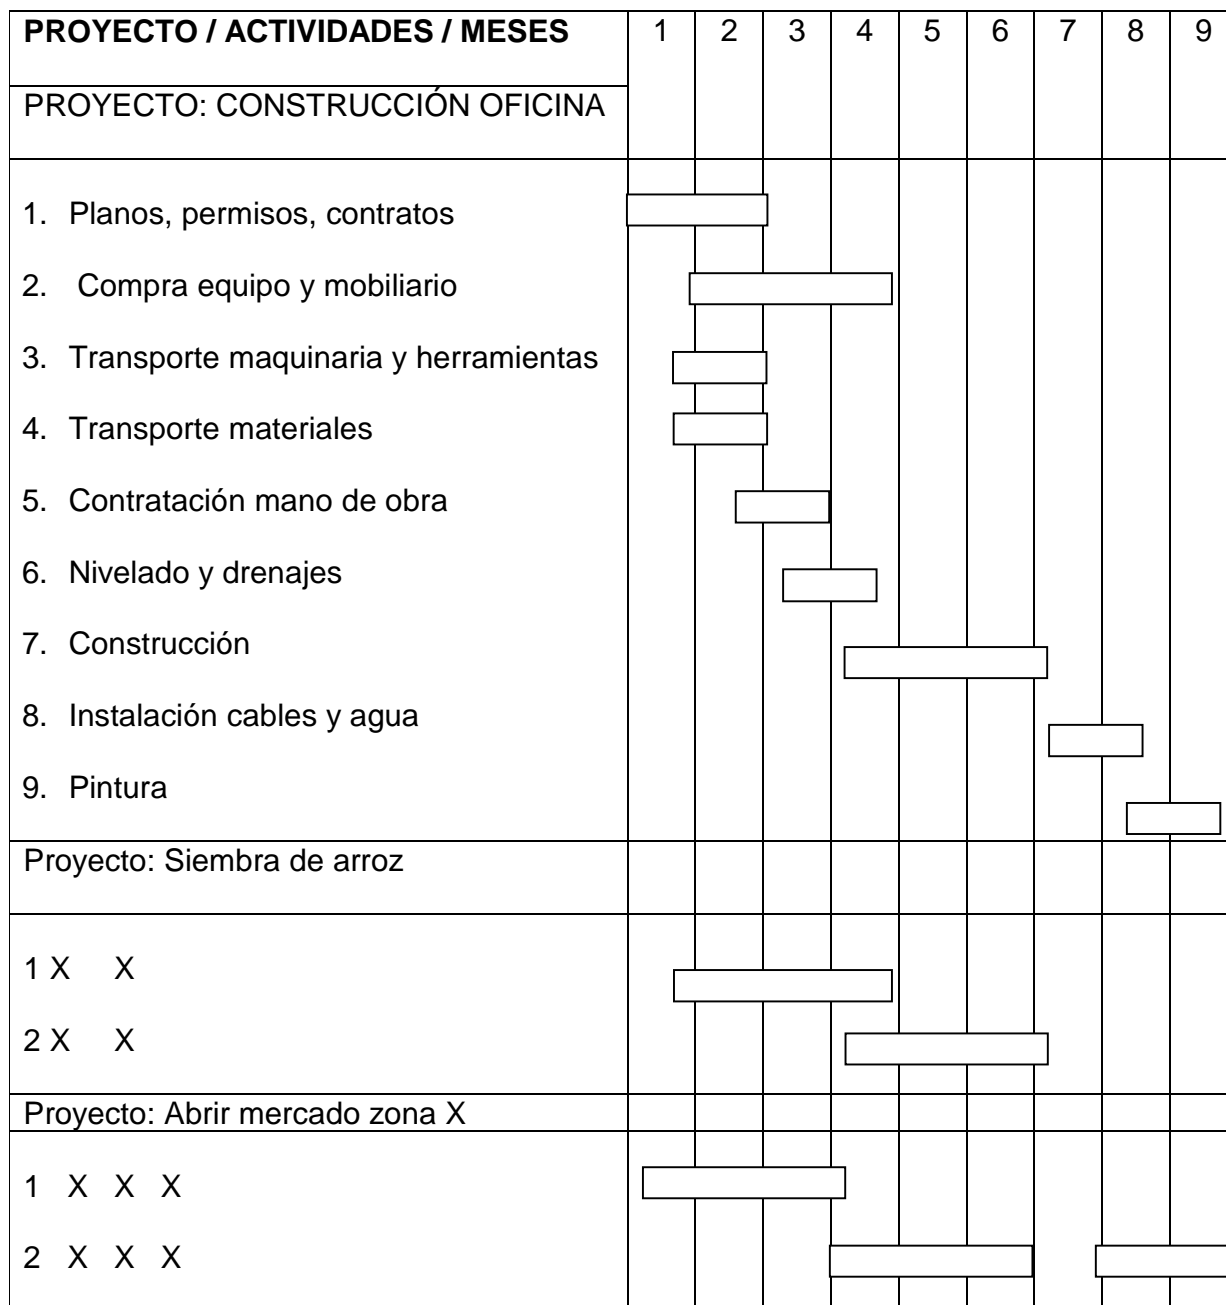 PROYECTO / ACTIVIDADES / MESES 1 2 3 4 5 6 7 8 9
PROYECTO: CONSTRUCCIÓN OFICINA
1. Planos, permisos, contratos
2. Compra equipo y mobiliario
3. Transporte maquinaria y herramientas
4. Transporte materiales
5. Contratación mano de obra
6. Nivelado y drenajes
7. Construcción
8. Instalación cables y agua
9. Pintura
Proyecto: Siembra de arroz
1 X X
2 X X
Proyecto: Abrir mercado zona X
1 X X X
2 X X X